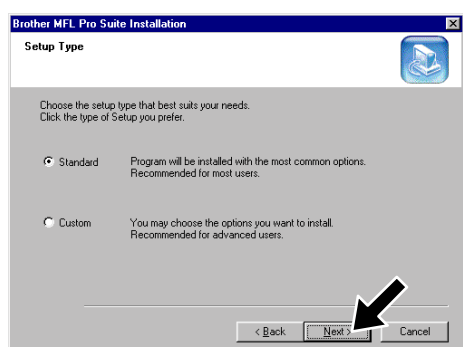 Brother MFL Pro Suite Installation
Setup Type
Choose the setup type that best suits your needs.
Click the type of Setup you prefer.
Standard
Program will be installed with the most common options.
Recommended for most users.
Custom
You may choose the options you want to install.
Recommended for advanced users.
< Back
Next >
Cancel